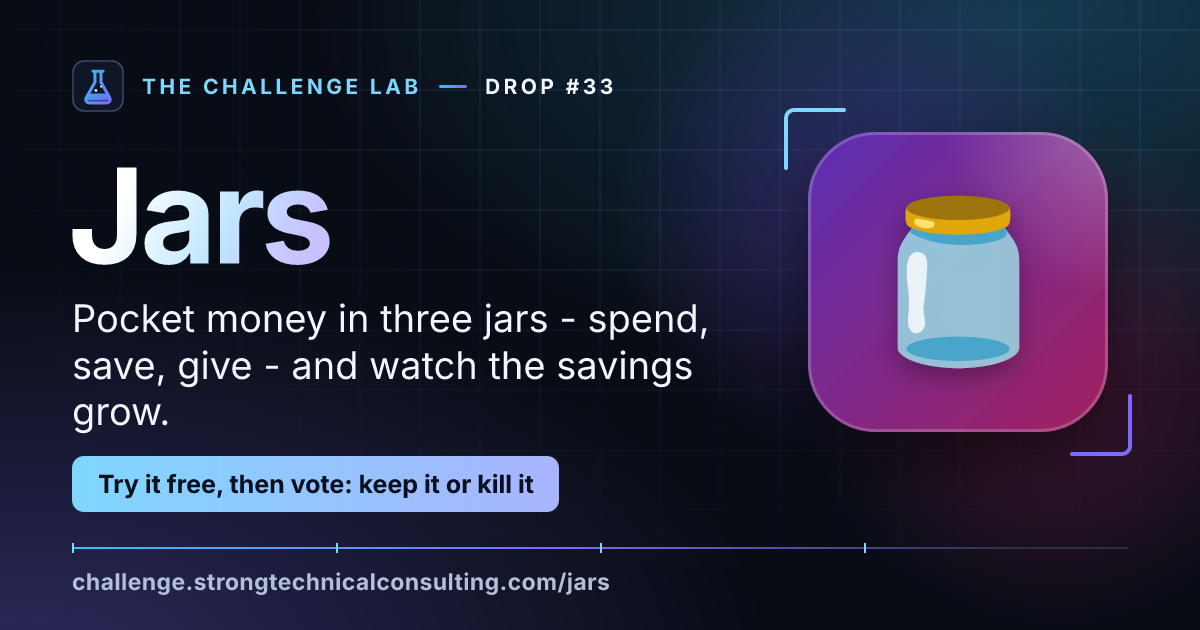 THE CHALLENGE LAB — DROP #33
Jars
Pocket money in three jars - spend,
save, give - and watch the savings
grow.
Try it free, then vote: keep it or kill it
challenge.strongtechnicalconsulting.com/jars